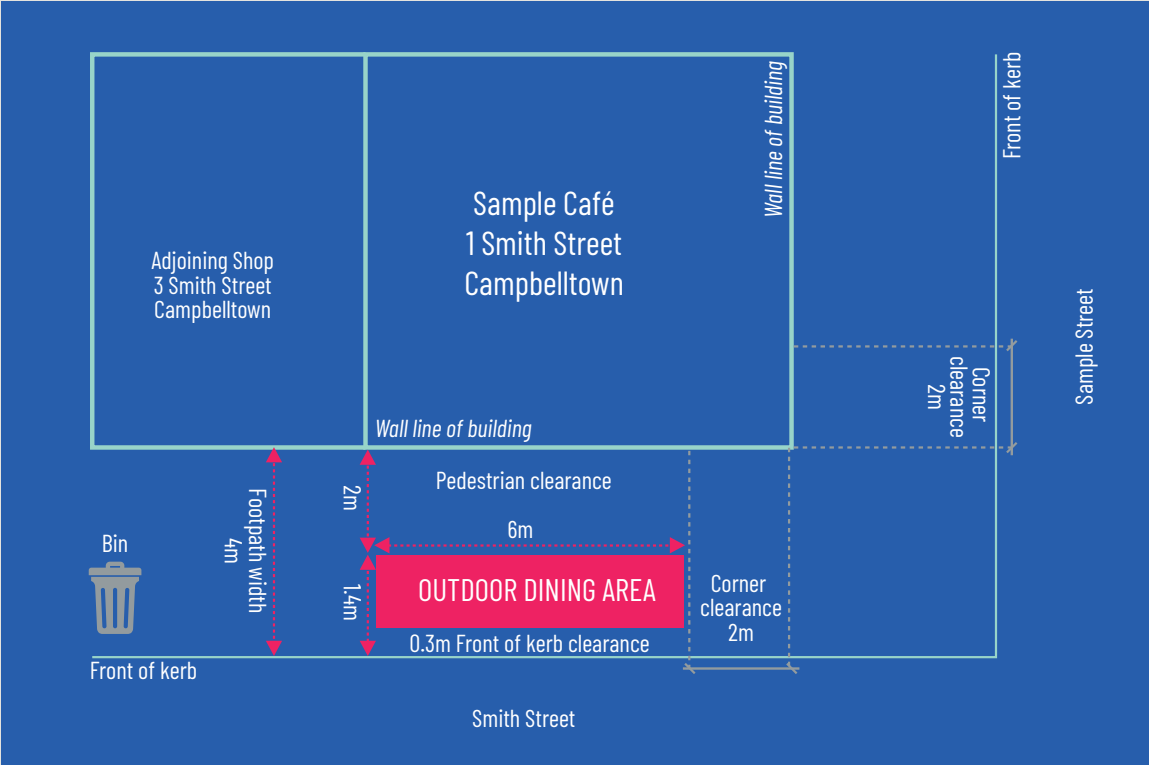 Wall line of building
Front of kerb
Sample Café
1 Smith Street
Campbelltown
Adjoining Shop
3 Smith Street
Campbelltown
Sample Street
Corner
clearance
2m
Wall line of building
Pedestrian clearance
2m
Footpath width
4m
6m
Bin
OUTDOOR DINING AREA
1.4m
Corner
clearance
2m
0.3m Front of kerb clearance
Front of kerb
Smith Street